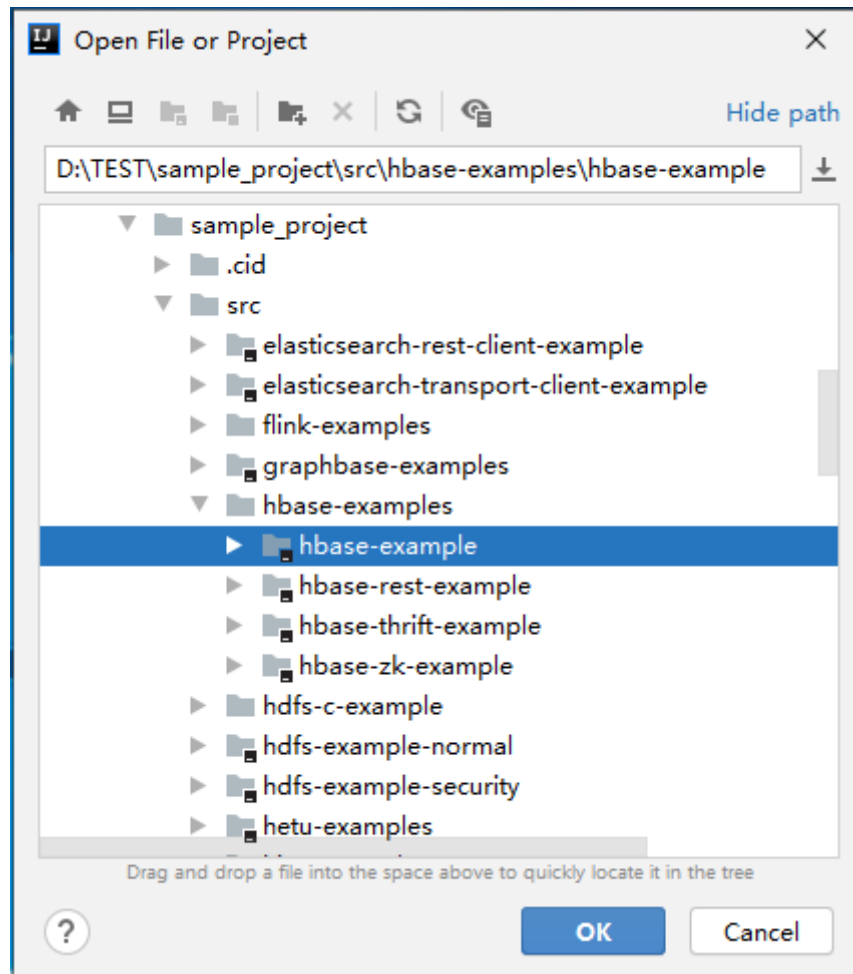 IJ Open File or Project
Hide path
D:\TEST\sample_project\src\hbase-examples\hbase-example
sample_project
.cid
src
elasticsearch-rest-client-example
elasticsearch-transport-client-example
flink-examples
graphbase-examples
hbase-examples
hbase-example
hbase-rest-example
hbase-thrift-example
hbase-zk-example
hdfs-c-example
hdfs-example-normal
hdfs-example-security
hetu-examples
Drag and drop a file into the space above to quickly locate it in the tree
? OK Cancel